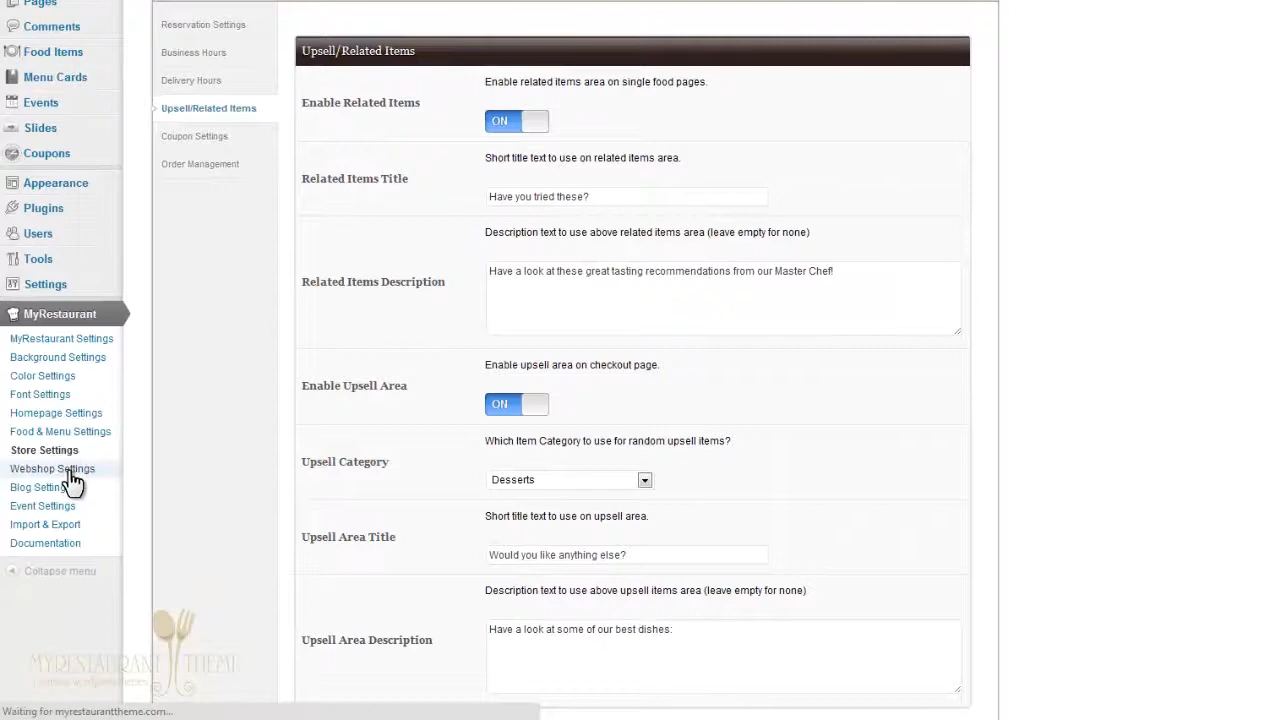 Pages
Comments
Food Items
Menu Cards
Events
Slides
Coupons
Appearance
Plugins
Users
Tools
Settings
MyRestaurant
MyRestaurant Settings
Background Settings
Color Settings
Font Settings
Homepage Settings
Food & Menu Settings
Store Settings
Webshop Settings
Blog Settings
Event Settings
Import & Export
Documentation
Collapse menu
MYRESTAURANT THEME
Waiting for myrestauranttheme.com...
Reservation Settings
Business Hours
Delivery Hours
Upsell/Related Items
Coupon Settings
Order Management
Upsell/Related Items
Enable related items area on single food pages.
Enable Related Items
ON
Short title text to use on related items area.
Related Items Title
Have you tried these?
Description text to use above related items area (leave empty for none)
Have a look at these great tasting recommendations from our Master Chef!
Related Items Description
Enable upsell area on checkout page.
Enable Upsell Area
ON
Which Item Category to use for random upsell items?
Upsell Category
Desserts
Short title text to use on upsell area.
Upsell Area Title
Would you like anything else?
Description text to use above upsell items area (leave empty for none)
Have a look at some of our best dishes:
Upsell Area Description